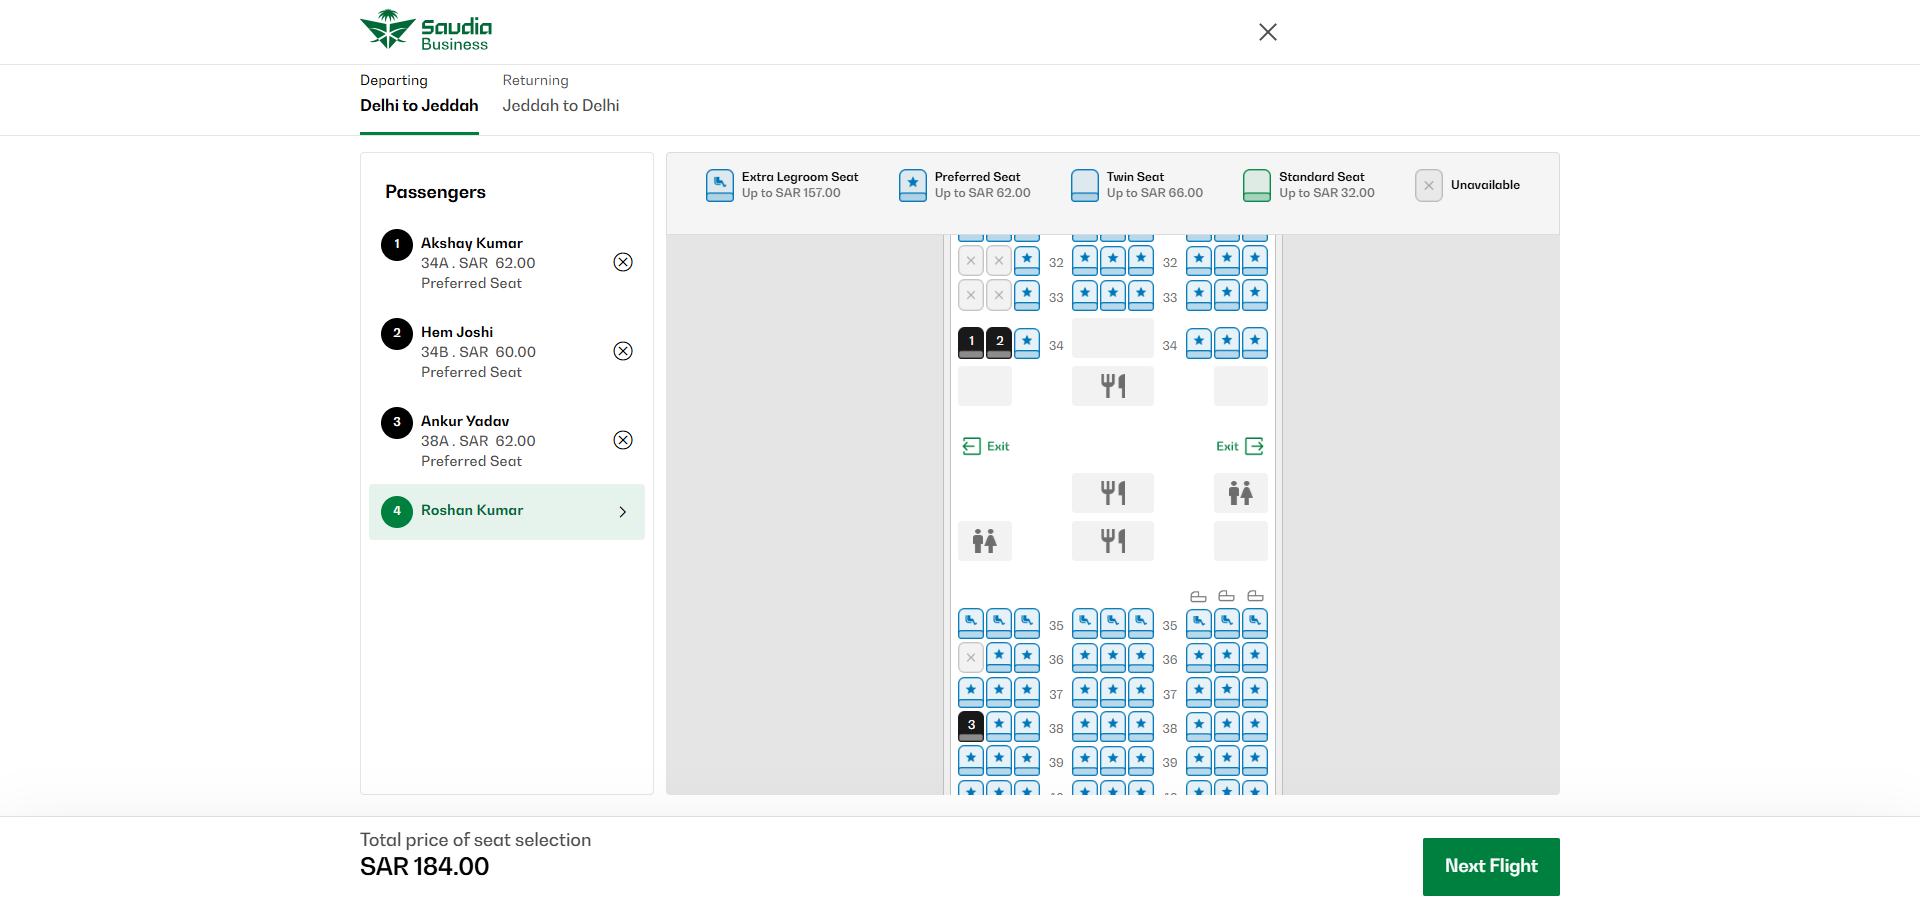 Saudia
Business
Departing
Delhi to Jeddah
Returning
Jeddah to Delhi
Passengers
1
Akshay Kumar
34A . SAR 62.00
Preferred Seat
2
Hem Joshi
34B . SAR 60.00
Preferred Seat
3
Ankur Yadav
38A . SAR 62.00
Preferred Seat
4
Roshan Kumar
Extra Legroom Seat
Up to SAR 157.00
Preferred Seat
Up to SAR 62.00
Twin Seat
Up to SAR 66.00
Standard Seat
Up to SAR 32.00
Unavailable
32 32
33 33
1 2 34 34
Exit Exit
35 35
36 36
37 37
3 38 38
39 39
Total price of seat selection
SAR 184.00
Next Flight